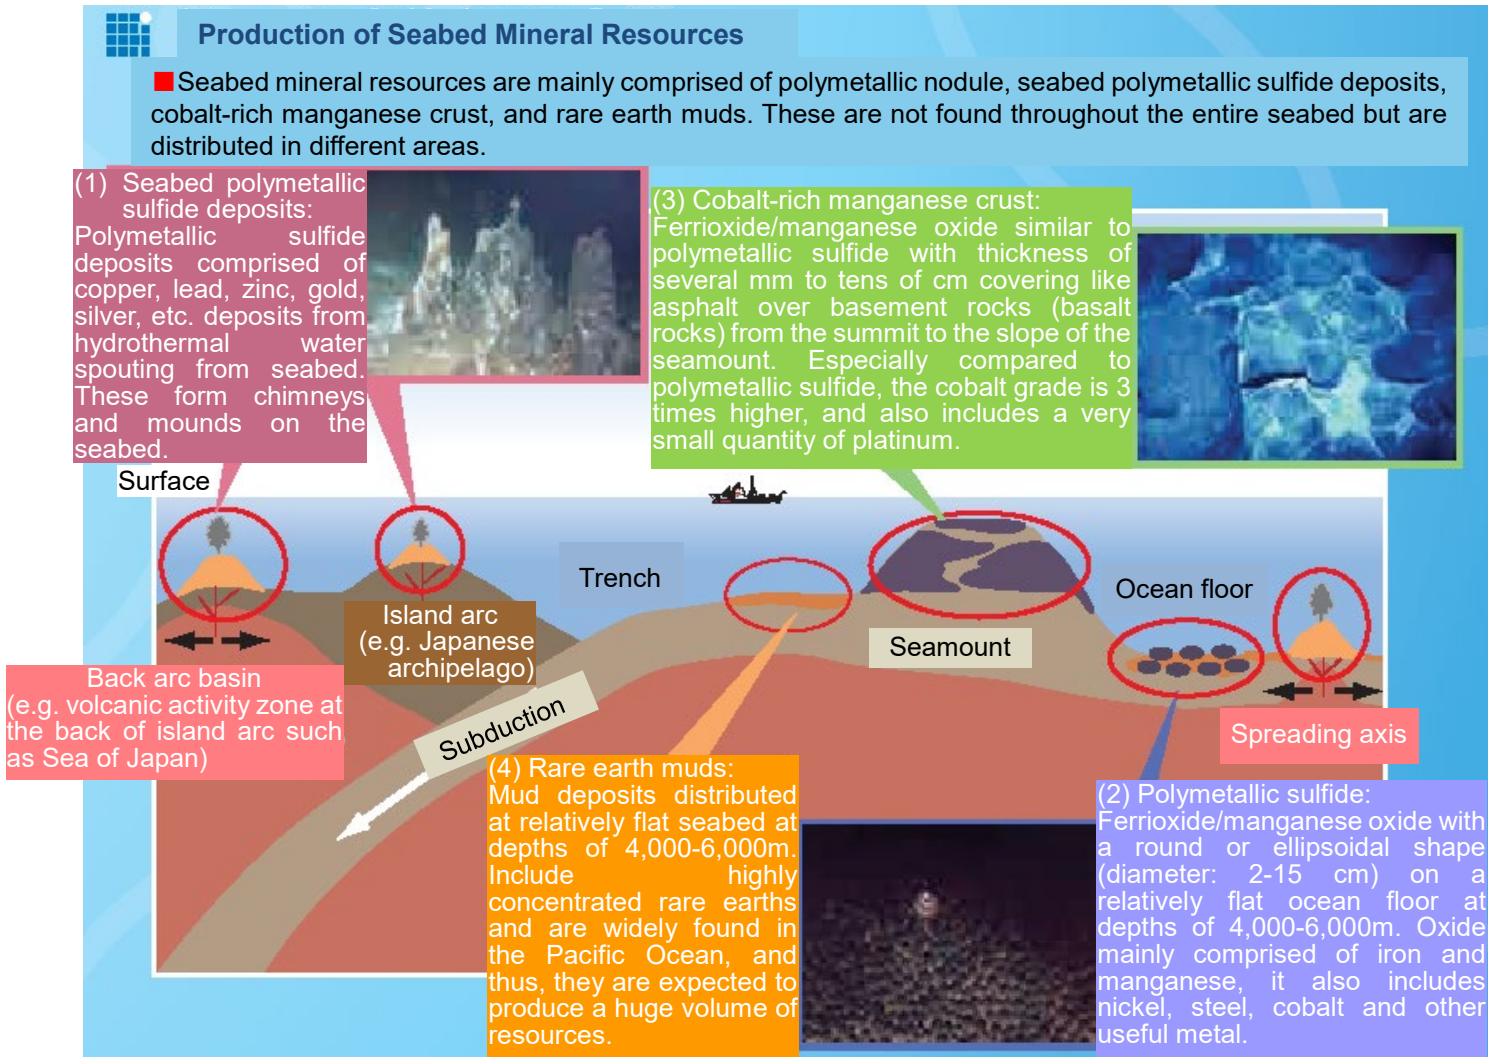 Production of Seabed Mineral Resources
Seabed mineral resources are mainly comprised of polymetallic nodule, seabed polymetallic sulfide deposits,
cobalt-rich manganese crust, and rare earth muds. These are not found throughout the entire seabed but are
distributed in different areas.
(1) Seabed polymetallic
sulfide deposits:
Polymetallic sulfide
deposits comprised of
copper, lead, zinc, gold,
silver, etc. deposits from
hydrothermal water
spouting from seabed.
These form chimneys
and mounds on the
seabed.
(3) Cobalt-rich manganese crust:
Ferrioxide/manganese oxide similar to
polymetallic sulfide with thickness of
several mm to tens of cm covering like
asphalt over basement rocks (basalt
rocks) from the summit to the slope of the
seamount. Especially compared to
polymetallic sulfide, the cobalt grade is 3
times higher, and also includes a very
small quantity of platinum.
Surface
Trench
Ocean floor
Island arc
(e.g. Japanese
archipelago)
Seamount
Back arc basin
(e.g. volcanic activity zone at
the back of island arc such
as Sea of Japan)
Subduction
Spreading axis
(4) Rare earth muds:
Mud deposits distributed
at relatively flat seabed at
depths of 4,000-6,000m.
Include highly
concentrated rare earths
and are widely found in
the Pacific Ocean, and
thus, they are expected to
produce a huge volume of
resources.
(2) Polymetallic sulfide:
Ferrioxide/manganese oxide with
a round or ellipsoidal shape
(diameter: 2-15 cm) on a
relatively flat ocean floor at
depths of 4,000-6,000m. Oxide
mainly comprised of iron and
manganese, it also includes
nickel, steel, cobalt and other
useful metal.